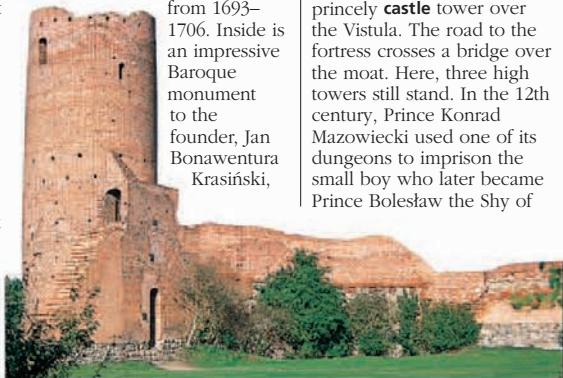 from 1693–
1706. Inside is
an impressive
Baroque
monument
to the
founder, Jan
Bonawentura
Krasiński,
princely castle tower over
the Vistula. The road to the
fortress crosses a bridge over
the moat. Here, three high
towers still stand. In the 12th
century, Prince Konrad
Mazowiecki used one of its
dungeons to imprison the
small boy who later became
Prince Bolesław the Shy of